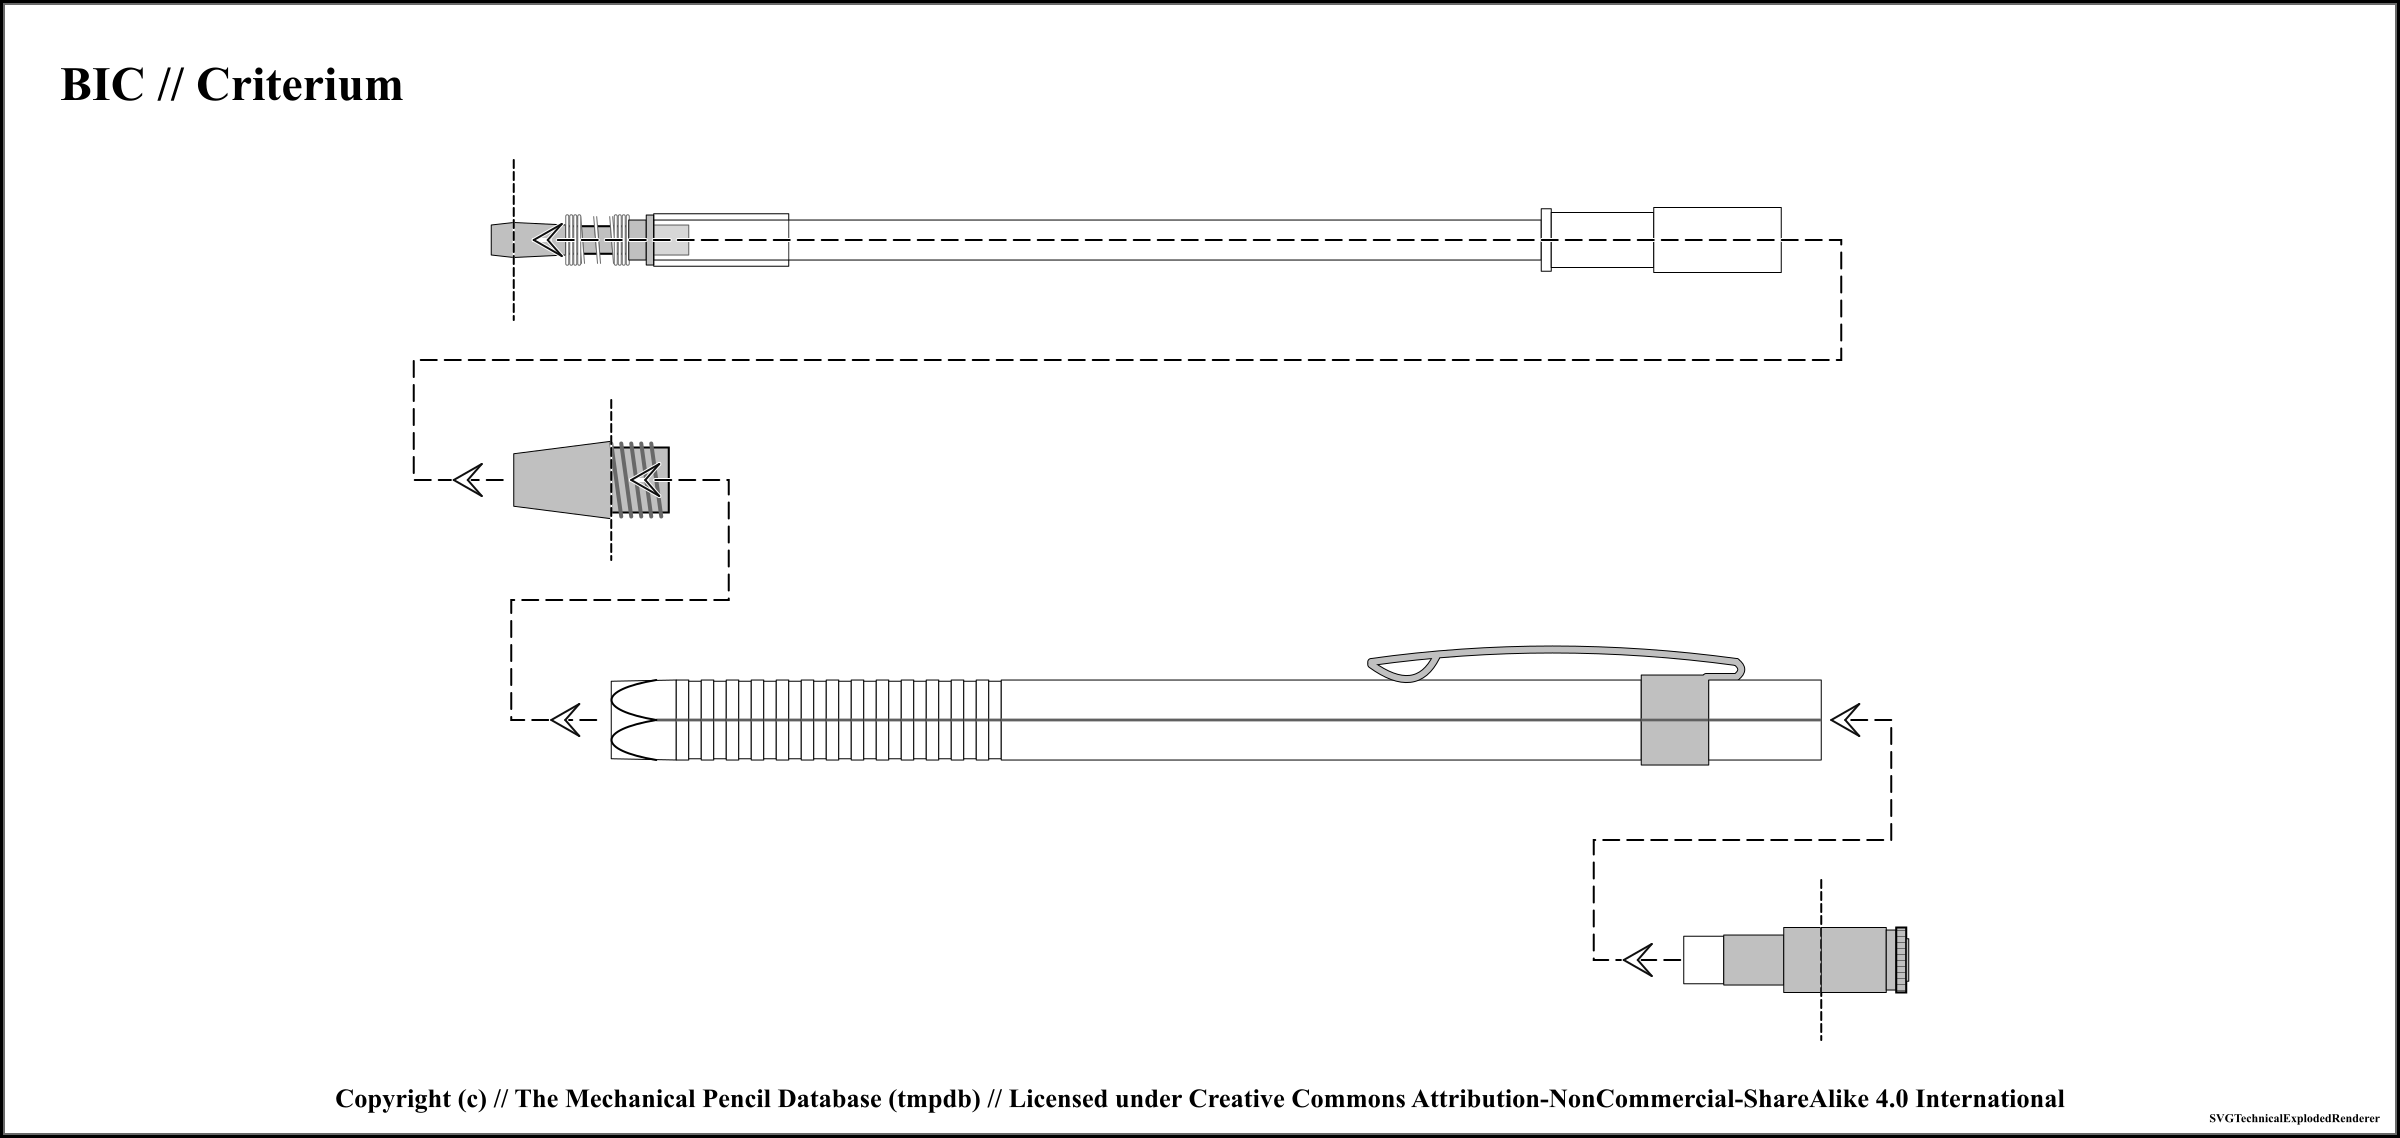 BIC // Criterium
Copyright (c) // The Mechanical Pencil Database (tmpdb) // Licensed under Creative Commons Attribution-NonCommercial-ShareAlike 4.0 International
SVGTechnicalExplodedRenderer